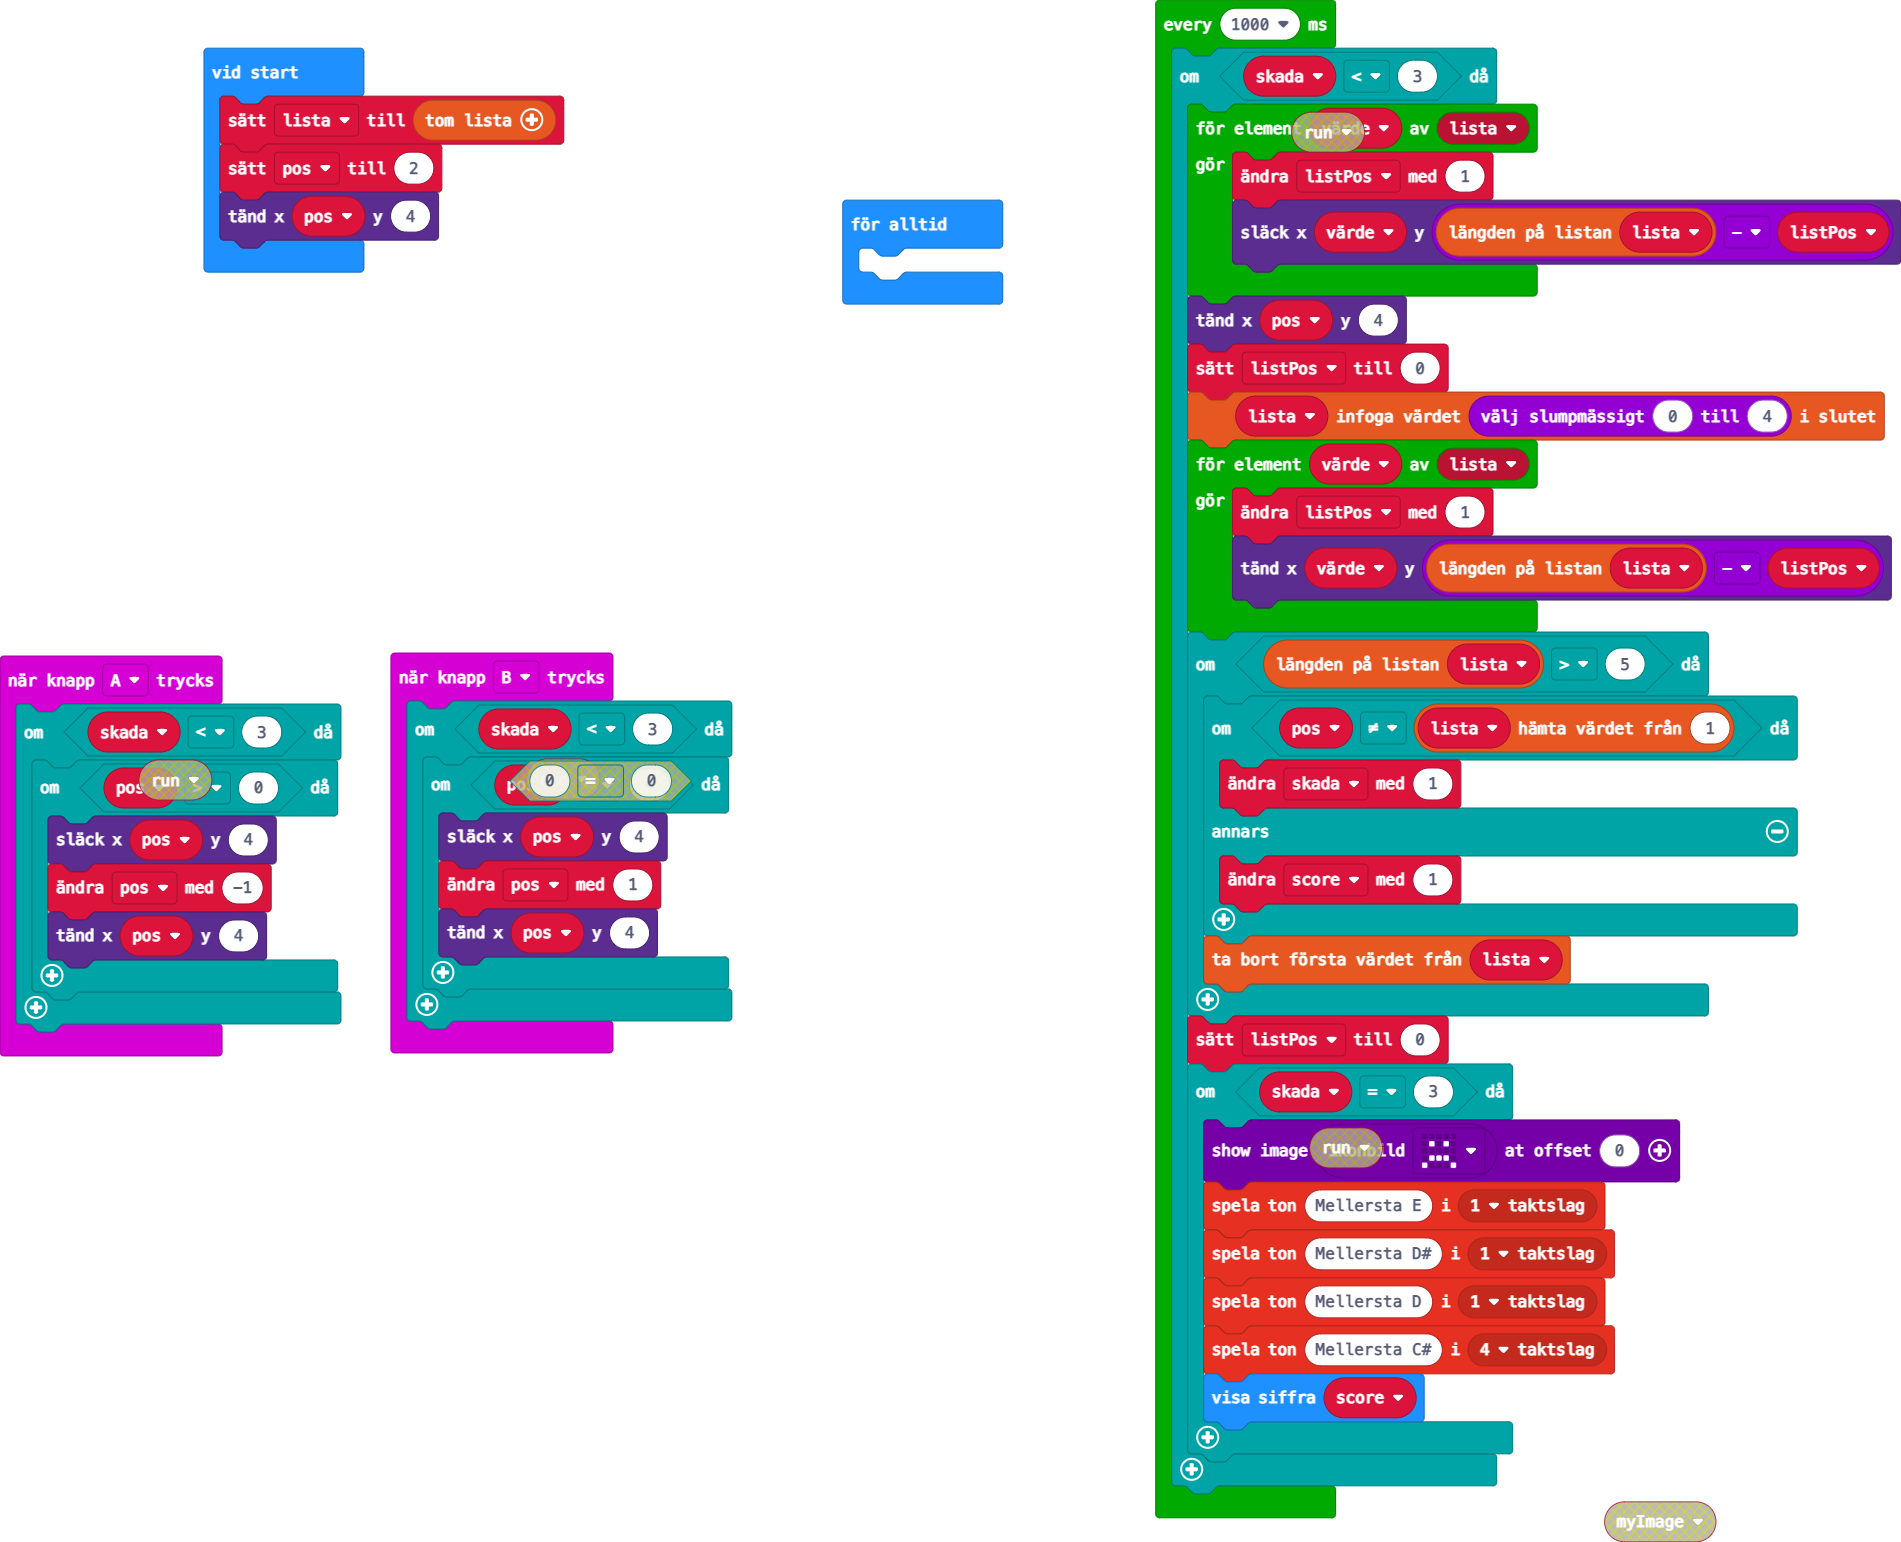 vid start
sätt lista till tom lista
sätt pos till 2
tänd x pos y 4
för alltid
när knapp A trycks
om skada < 3 då
om run 0 då
släck x pos y 4
ändra pos med −1
tänd x pos y 4
när knapp B trycks
om skada < 3 då
om 0 = 0 då
släck x pos y 4
ändra pos med 1
tänd x pos y 4
every 1000 ms
om skada < 3 då
för element run av lista
gör
ändra listPos med 1
släck x värde y längden på listan lista − listPos
tänd x pos y 4
sätt listPos till 0
lista infoga värdet välj slumpmässigt 0 till 4 i slutet
för element värde av lista
gör
ändra listPos med 1
tänd x värde y längden på listan lista − listPos
om längden på listan lista > 5 då
om pos ≠ lista hämta värdet från 1 då
ändra skada med 1
annars
ändra score med 1
ta bort första värdet från lista
sätt listPos till 0
om skada = 3 då
show image run at offset 0
spela ton Mellersta E i 1 taktslag
spela ton Mellersta D# i 1 taktslag
spela ton Mellersta D i 1 taktslag
spela ton Mellersta C# i 4 taktslag
visa siffra score
myImage